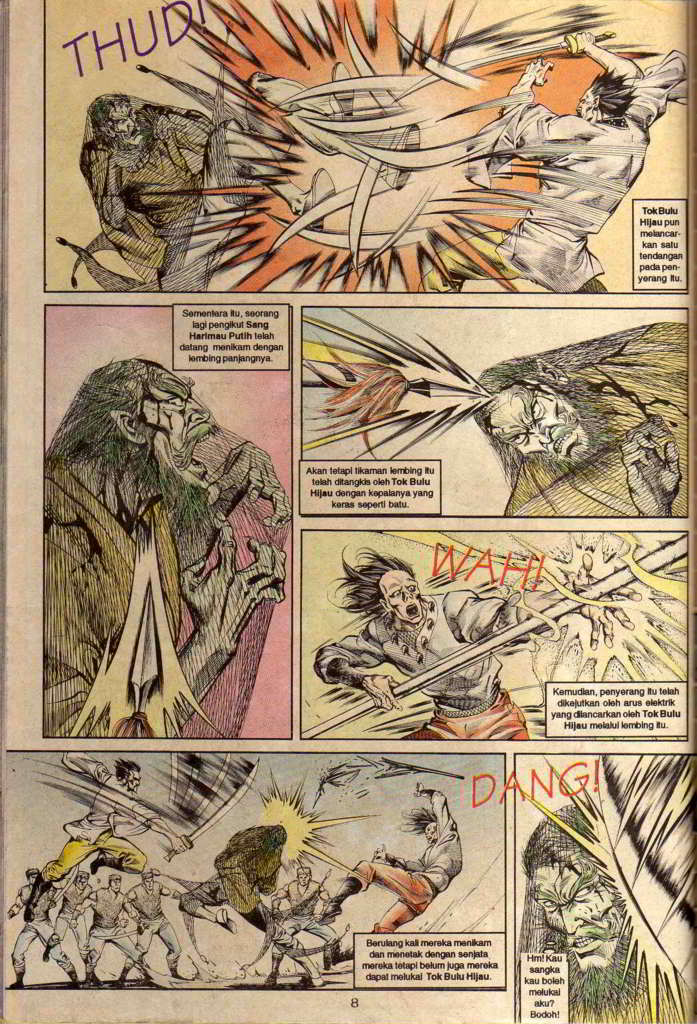 THUD!
Tok Bulu
Hijau pun
melancar-
kan satu
tendangan
pada pen-
yerang itu.
Sementara itu, seorang
lagi pengikut Sang
Harimau Putih telah
datang menikam dengan
lembing panjangnya.
Akan tetapi tikaman lembing itu
telah ditangkis oleh Tok Bulu
Hijau dengan kepalanya yang
keras seperti batu.
WAH!
Kemudian, penyerang itu telah
dikejutkan oleh arus elektrik
yang dilancarkan oleh Tok Bulu
Hijau melalui lembing itu.
Berulang kali mereka menikam
dan menetak dengan senjata
mereka tetapi belum juga mereka
dapat melukai Tok Bulu Hijau.
DANG!
Hm! Kau
sangka
kau boleh
melukai
aku?
Bodoh!
8